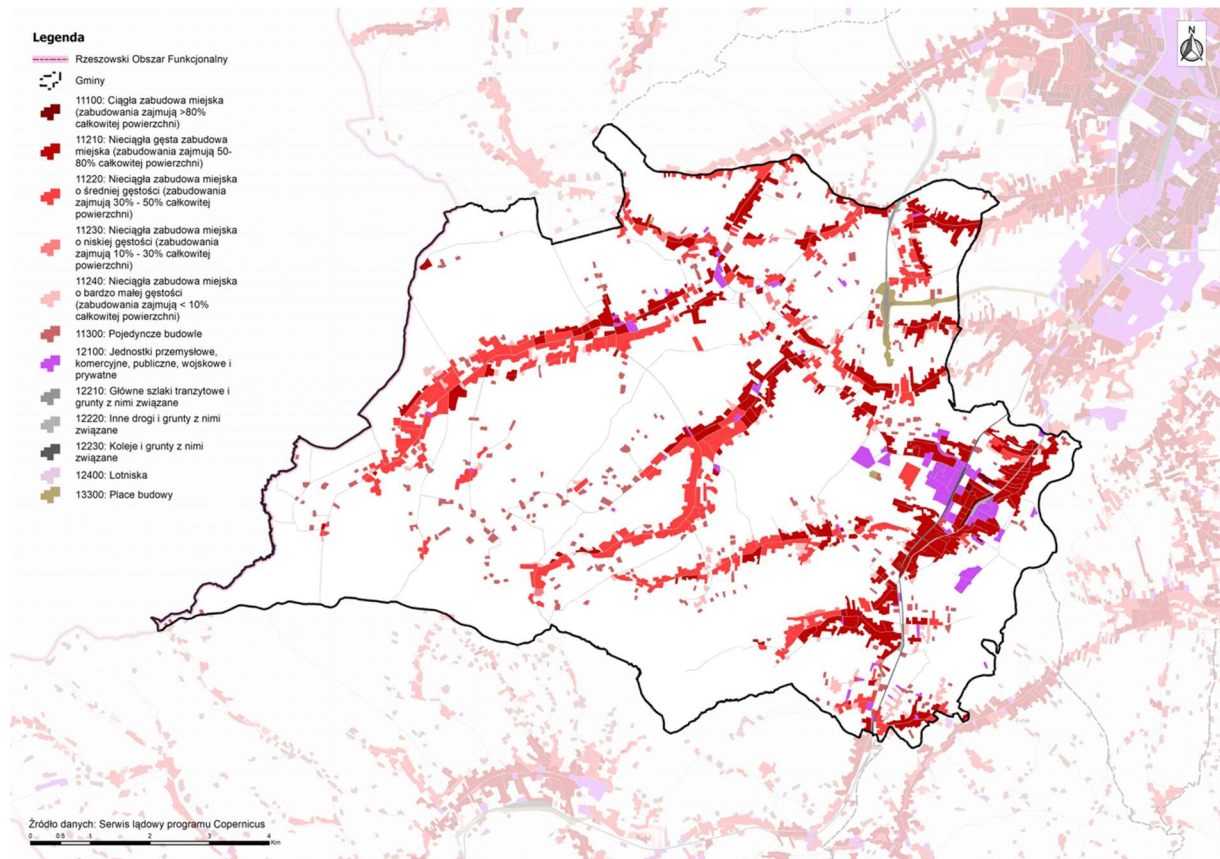 Legenda
Rzeszowski Obszar Funkcjonalny
Gminy
11100: Ciągła zabudowa miejska
(zabudowania zajmują >80%
całkowitej powierzchni)
11210: Nieciągła gęsta zabudowa
miejska (zabudowania zajmują 50-
80% całkowitej powierzchni)
11220: Nieciągła zabudowa miejska
o średniej gęstości (zabudowania
zajmują 30% - 50% całkowitej
powierzchni)
11230: Nieciągła zabudowa miejska
o niskiej gęstości (zabudowania
zajmują 10% - 30% całkowitej
powierzchni)
11240: Nieciągła zabudowa miejska
o bardzo małej gęstości
(zabudowania zajmują < 10%
całkowitej powierzchni)
11300: Pojedyncze budowle
12100: Jednostki przemysłowe,
komercyjne, publiczne, wojskowe i
prywatne
12210: Główne szlaki tranzytowe i
grunty z nimi związane
12220: Inne drogi i grunty z nimi
związane
12230: Koleje i grunty z nimi
związane
12400: Lotniska
13300: Place budowy
N
Źródło danych: Serwis lądowy programu Copernicus
0 0.5 1 2 3 4
Km